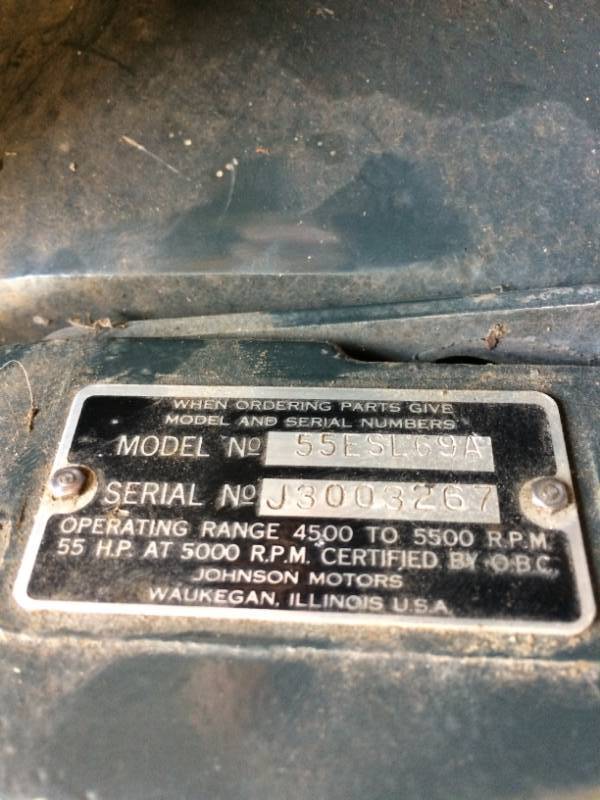 WHEN ORDERING PARTS GIVE
MODEL AND SERIAL NUMBERS
MODEL Nº 55ESL69A
SERIAL Nº J3003267
OPERATING RANGE 4500 TO 5500 R.P.M.
55 H.P. AT 5000 R.P.M. CERTIFIED BY O.B.C.
JOHNSON MOTORS
WAUKEGAN, ILLINOIS U.S.A.